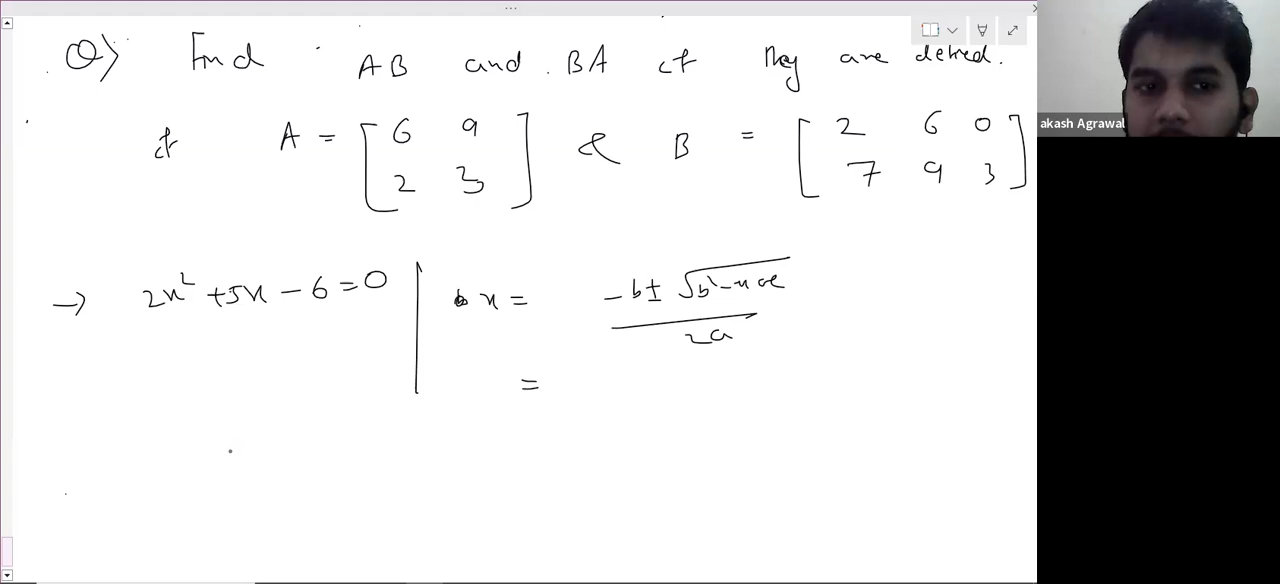 Q> Find AB and BA if they are defined.
if A = [ 6 9 & B = [ 2 6 0
2 3 ] 7 9 3 ]
akash Agrawal
→ 2x² + 5x - 6 = 0 | x = -b ± √b² - 4ac
2a
=